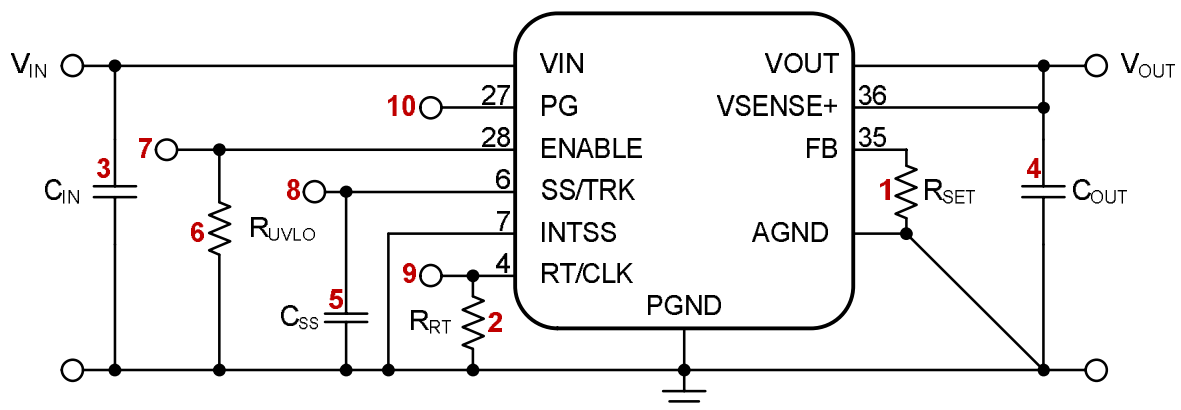 VIN VIN VOUT VOUT
10 27 PG VSENSE+ 36
7 28 ENABLE FB 35
3 CIN 8 6 SS/TRK 1 RSET 4 COUT
6 RUVLO 7 INTSS AGND
9 4 RT/CLK
5 CSS RRT 2 PGND